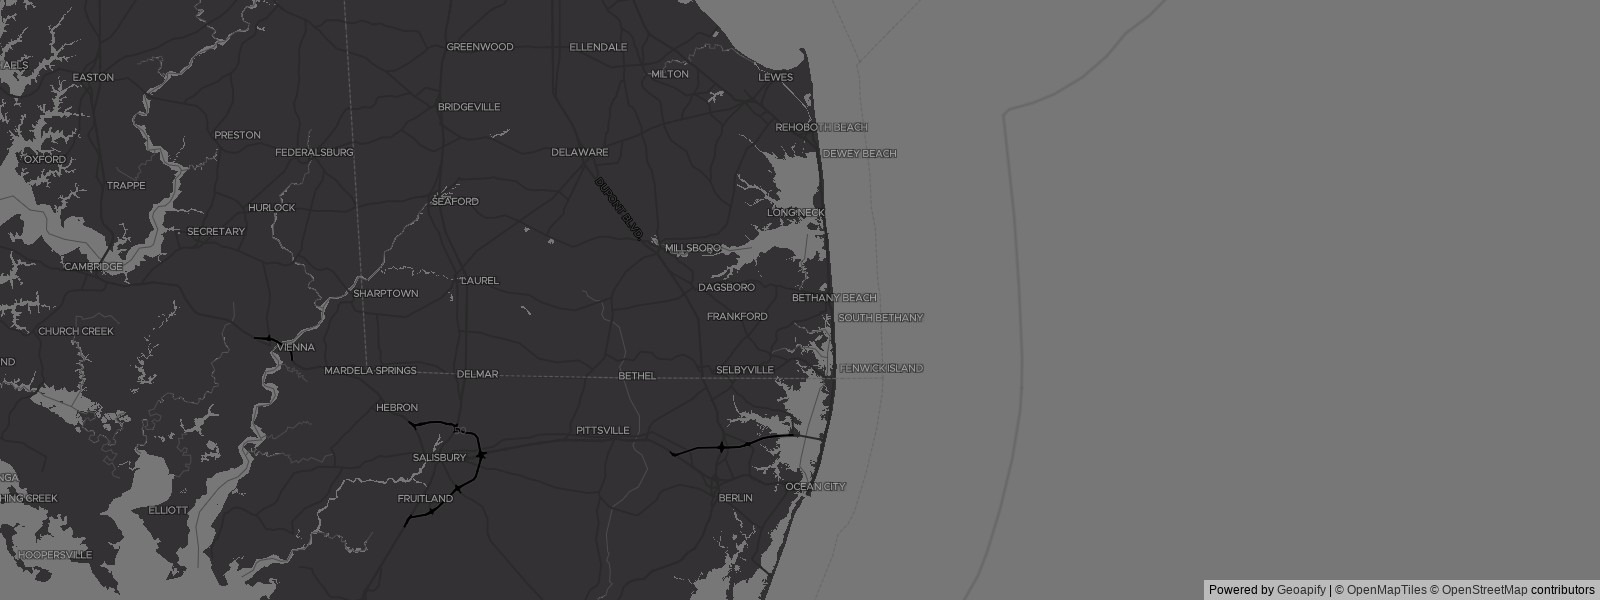 GREENWOOD
ELLENDALE
AELS
EASTON
MILTON
LEWES
BRIDGEVILLE
REHOBOTH BEACH
PRESTON
FEDERALSBURG
DELAWARE
DEWEY BEACH
OXFORD
TRAPPE
DUPONT BLVD.
SEAFORD
HURLOCK
LONG NECK
SECRETARY
MILLSBORO
CAMBRIDGE
LAUREL
SHARPTOWN
DAGSBORO
BETHANY BEACH
FRANKFORD
SOUTH BETHANY
CHURCH CREEK
VIENNA
ND
MARDELA SPRINGS
DELMAR
BETHEL
SELBYVILLE
FENWICK ISLAND
HEBRON
50
PITTSVILLE
SALISBURY
NGA
OCEAN CITY
HING CREEK
FRUITLAND
BERLIN
ELLIOTT
HOOPERSVILLE
Powered by Geoapify | © OpenMapTiles © OpenStreetMap contributors